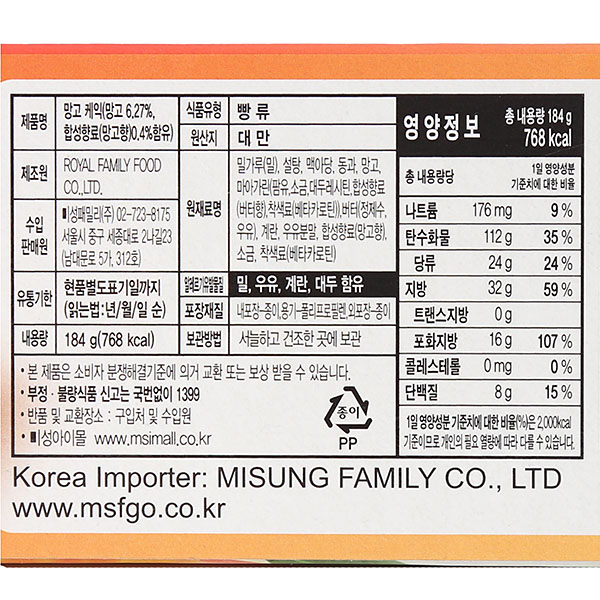 제품명
망고 케익(망고 6.27%,
합성향료(망고향)0.4%함유)
식품유형
빵 류
원산지
대 만
제조원
ROYAL FAMILY FOOD
CO.,LTD.
수입
판매원
미성패밀리(주) 02-723-8175
서울시 중구 세종대로 2나길23
(남대문로 5가, 312호)
원재료명
밀가루(밀), 설탕, 맥아당, 동과, 망고,
마아가린(팜유,소금,대두레시틴,합성향료
(버터향),착색료(베타카로틴)),버터(정제수,
우유), 계란, 우유분말, 합성향료(망고향),
소금, 착색료(베타카로틴)
유통기한
현품별도표기일까지
(읽는법:년/월/일 순)
알레르기유발물질
밀, 우유, 계란, 대두 함유
포장재질
내포장-종이,용기-폴리프로필렌,외포장-종이
내용량
184 g(768 kcal)
보관방법
서늘하고 건조한 곳에 보관
• 본 제품은 소비자 분쟁해결기준에 의거 교환 또는 보상 받을 수 있습니다.
• 부정 · 불량식품 신고는 국번없이 1399
• 반품 및 교환장소 : 구입처 및 수입원
• 미성아이몰 www.msimall.co.kr
종이
PP
영양정보
총 내용량 184 g
768 kcal
총 내용량당
1일 영양성분
기준치에 대한 비율
나트륨 176 mg 9 %
탄수화물 112 g 35 %
당류 24 g 24 %
지방 32 g 59 %
트랜스지방 0 g
포화지방 16 g 107 %
콜레스테롤 0 mg 0 %
단백질 8 g 15 %
1일 영양성분 기준치에 대한 비율(%)은 2,000kcal
기준이므로 개인의 필요 열량에 따라 다를 수 있습니다.
Korea Importer: MISUNG FAMILY CO., LTD
www.msfgo.co.kr